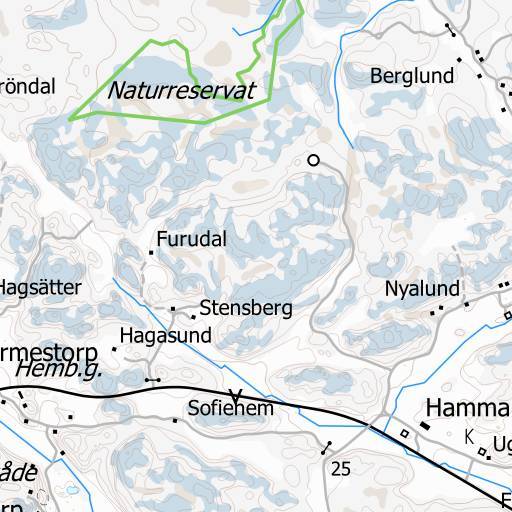 Berglund
röndal
Naturreservat
Furudal
Hagsätter
Nyalund
Stensberg
Hagasund
rmestorp
Hemb.g.
Sofiehem
Hamma
K
Ug
25
åde
rp
F